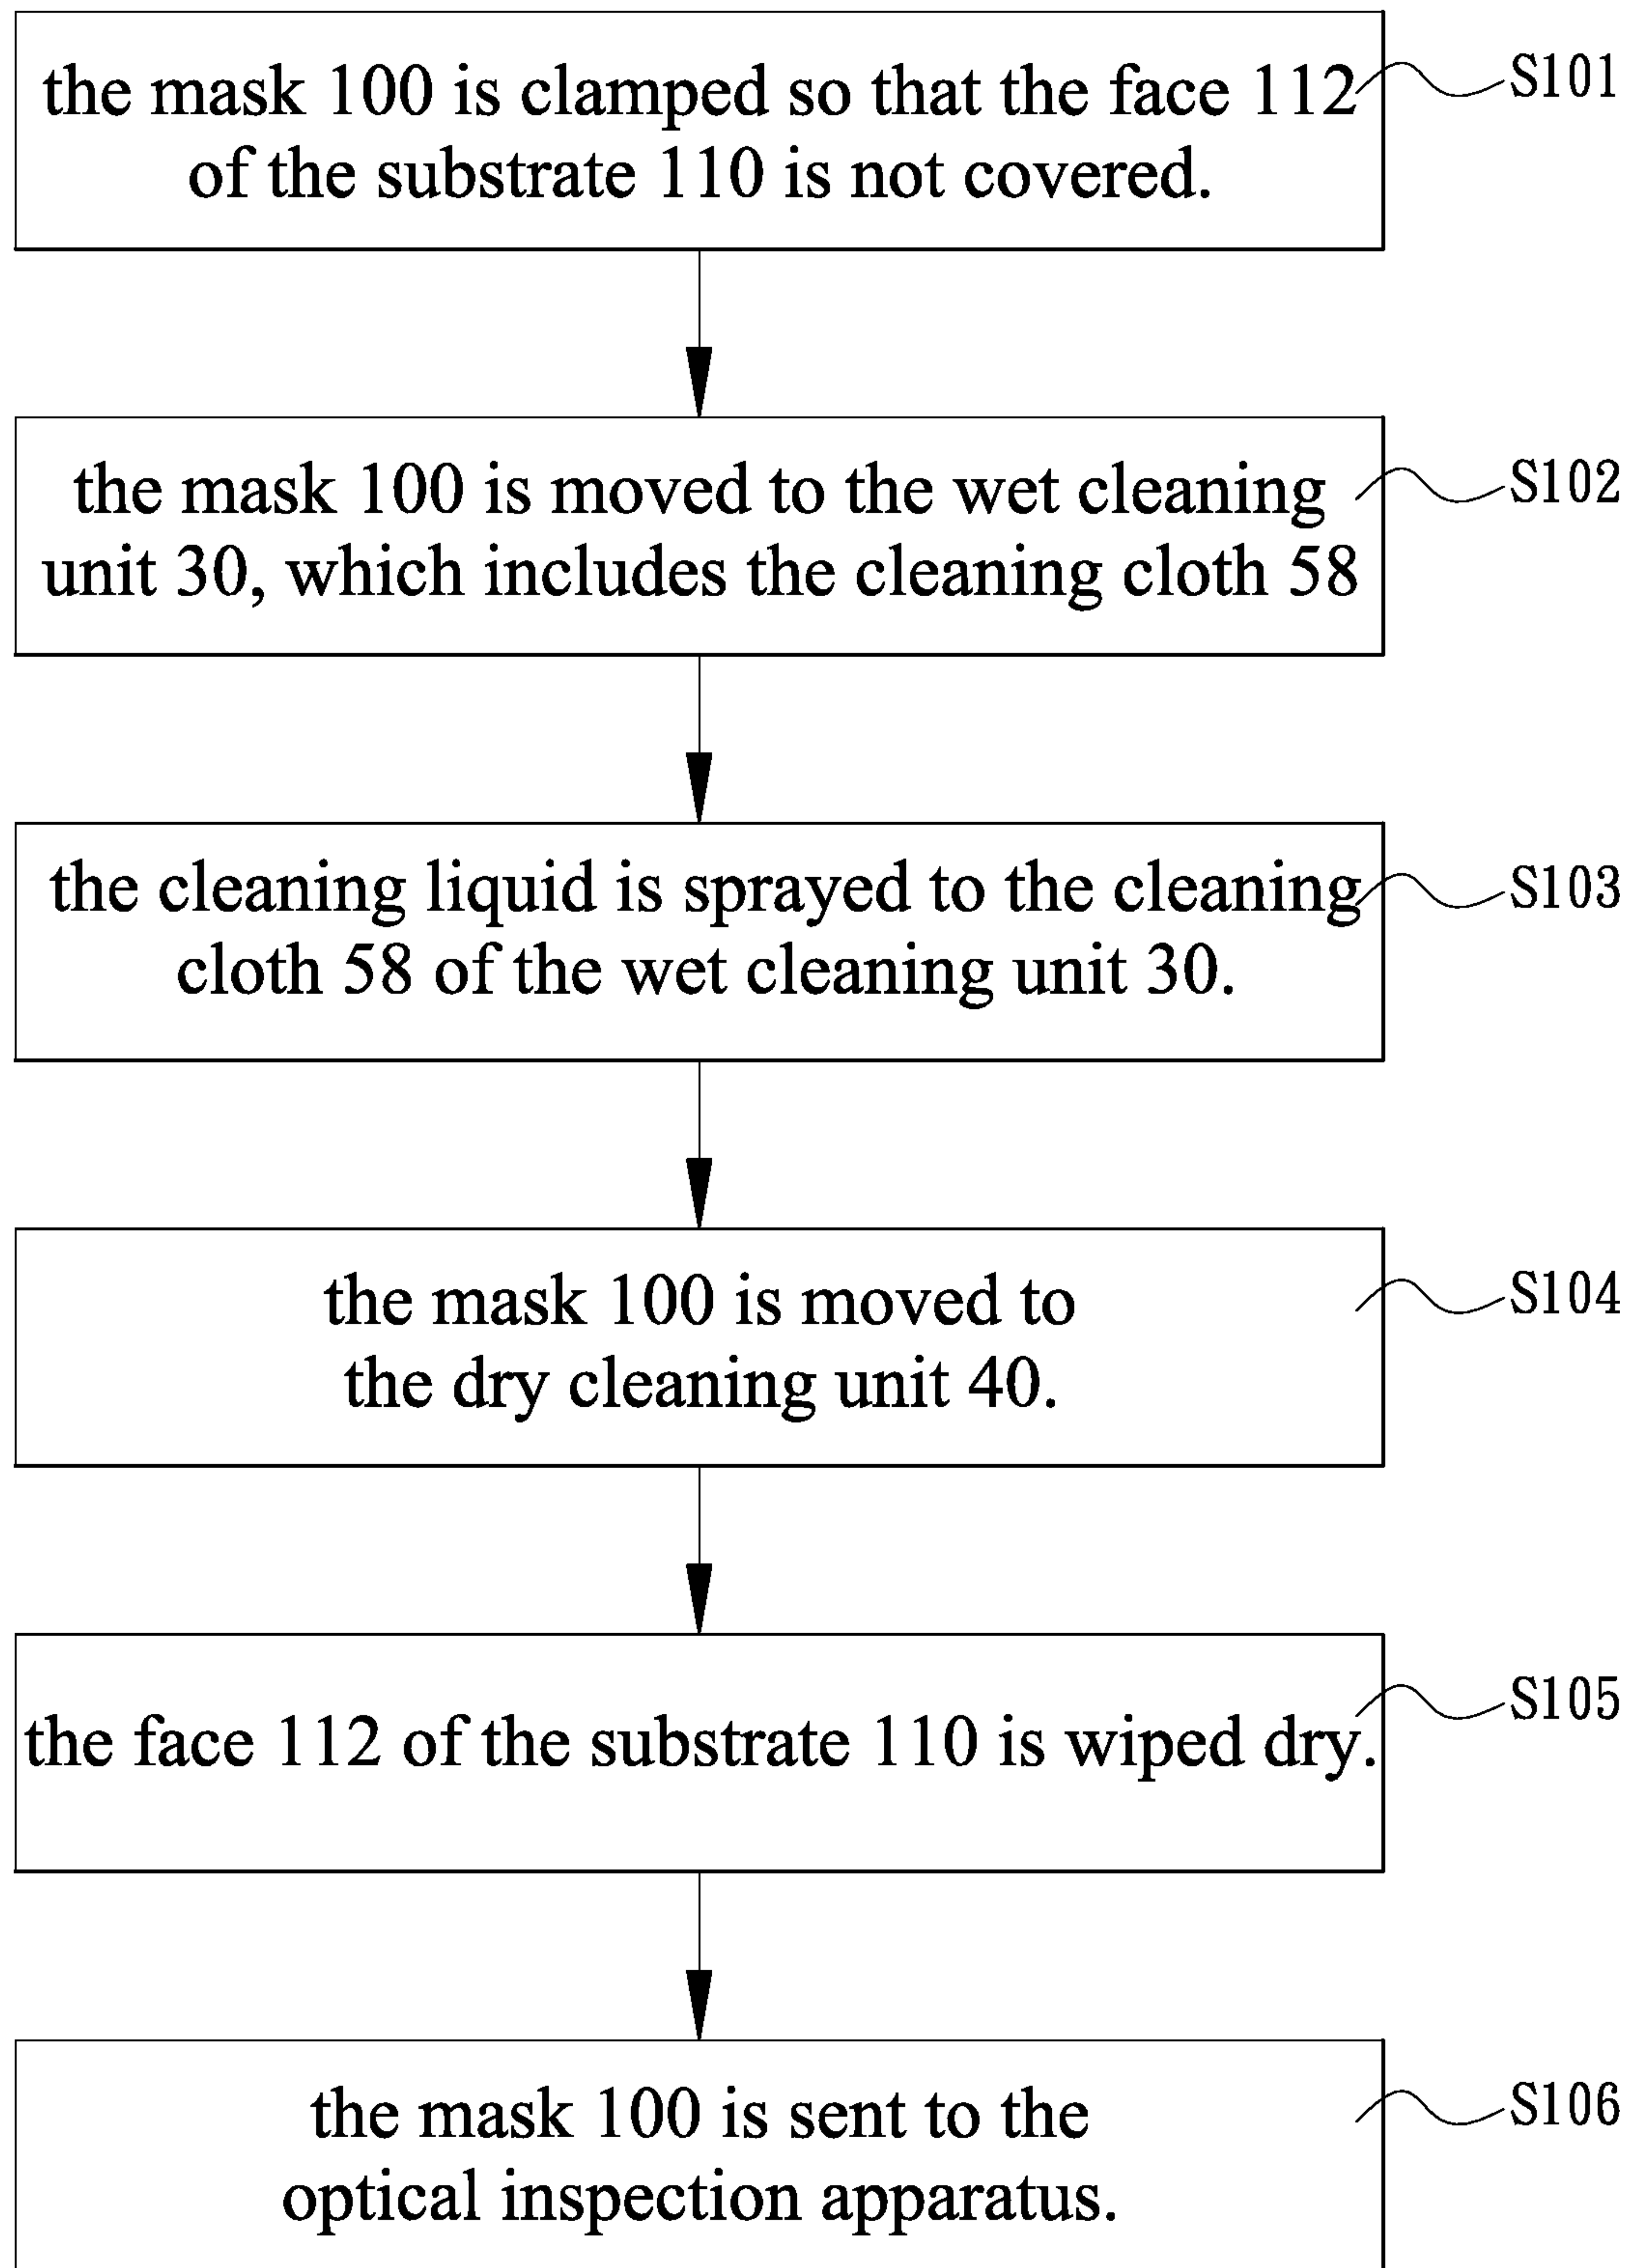 the mask 100 is clamped so that the face 112
of the substrate 110 is not covered.
S101
the mask 100 is moved to the wet cleaning
unit 30, which includes the cleaning cloth 58
S102
the cleaning liquid is sprayed to the cleaning
cloth 58 of the wet cleaning unit 30.
S103
the mask 100 is moved to
the dry cleaning unit 40.
S104
the face 112 of the substrate 110 is wiped dry.
S105
the mask 100 is sent to the
optical inspection apparatus.
S106